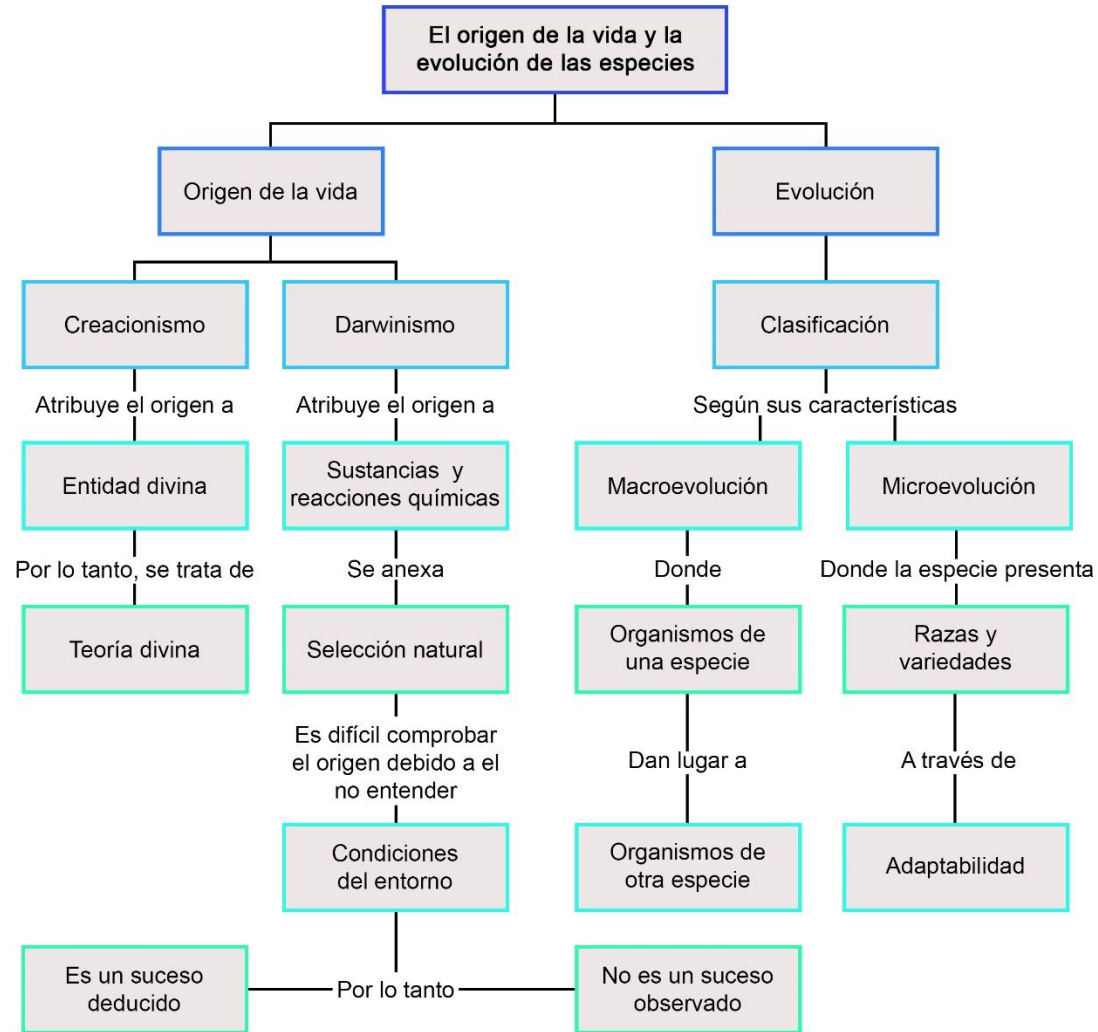 El origen de la vida y la
evolución de las especies
Origen de la vida
Evolución
Creacionismo
Darwinismo
Clasificación
Atribuye el origen a
Atribuye el origen a
Según sus características
Entidad divina
Sustancias y
reacciones químicas
Macroevolución
Microevolución
Por lo tanto, se trata de
Se anexa
Donde
Donde la especie presenta
Teoría divina
Selección natural
Organismos de
una especie
Razas y
variedades
Es difícil comprobar
el origen debido a el
no entender
Dan lugar a
A través de
Condiciones
del entorno
Organismos de
otra especie
Adaptabilidad
Es un suceso
deducido
Por lo tanto
No es un suceso
observado